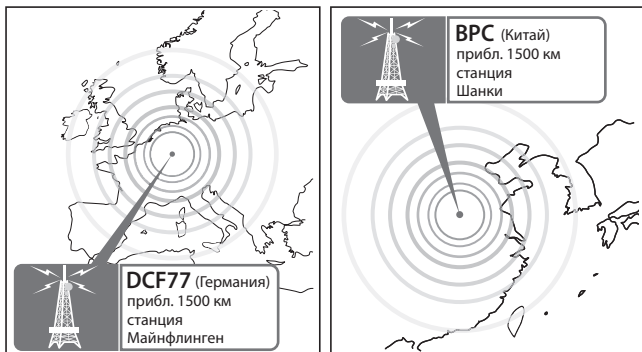 DCF77 (Германия)
прибл. 1500 км
станция
Майнфлинген
BPC (Китай)
прибл. 1500 км
станция
Шанки